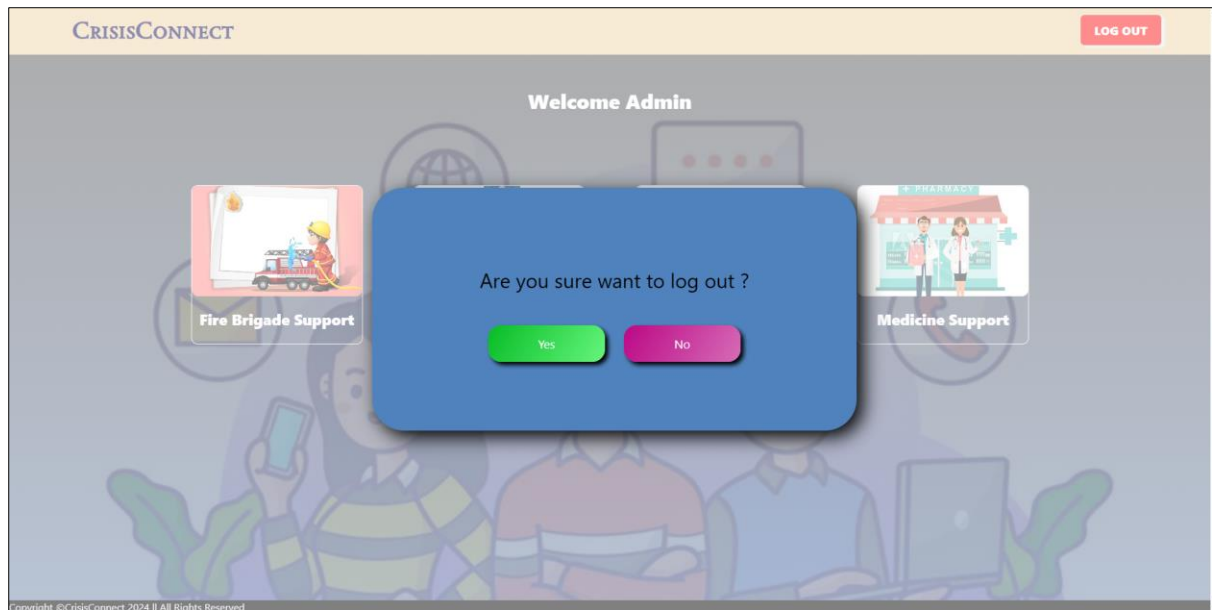 CRISISCONNECT
LOG OUT
Welcome Admin
+ PHARMACY
Fire Brigade Support
Medicine Support
Are you sure want to log out ?
Yes
No
Copyright ©CrisisConnect 2024 || All Rights Reserved